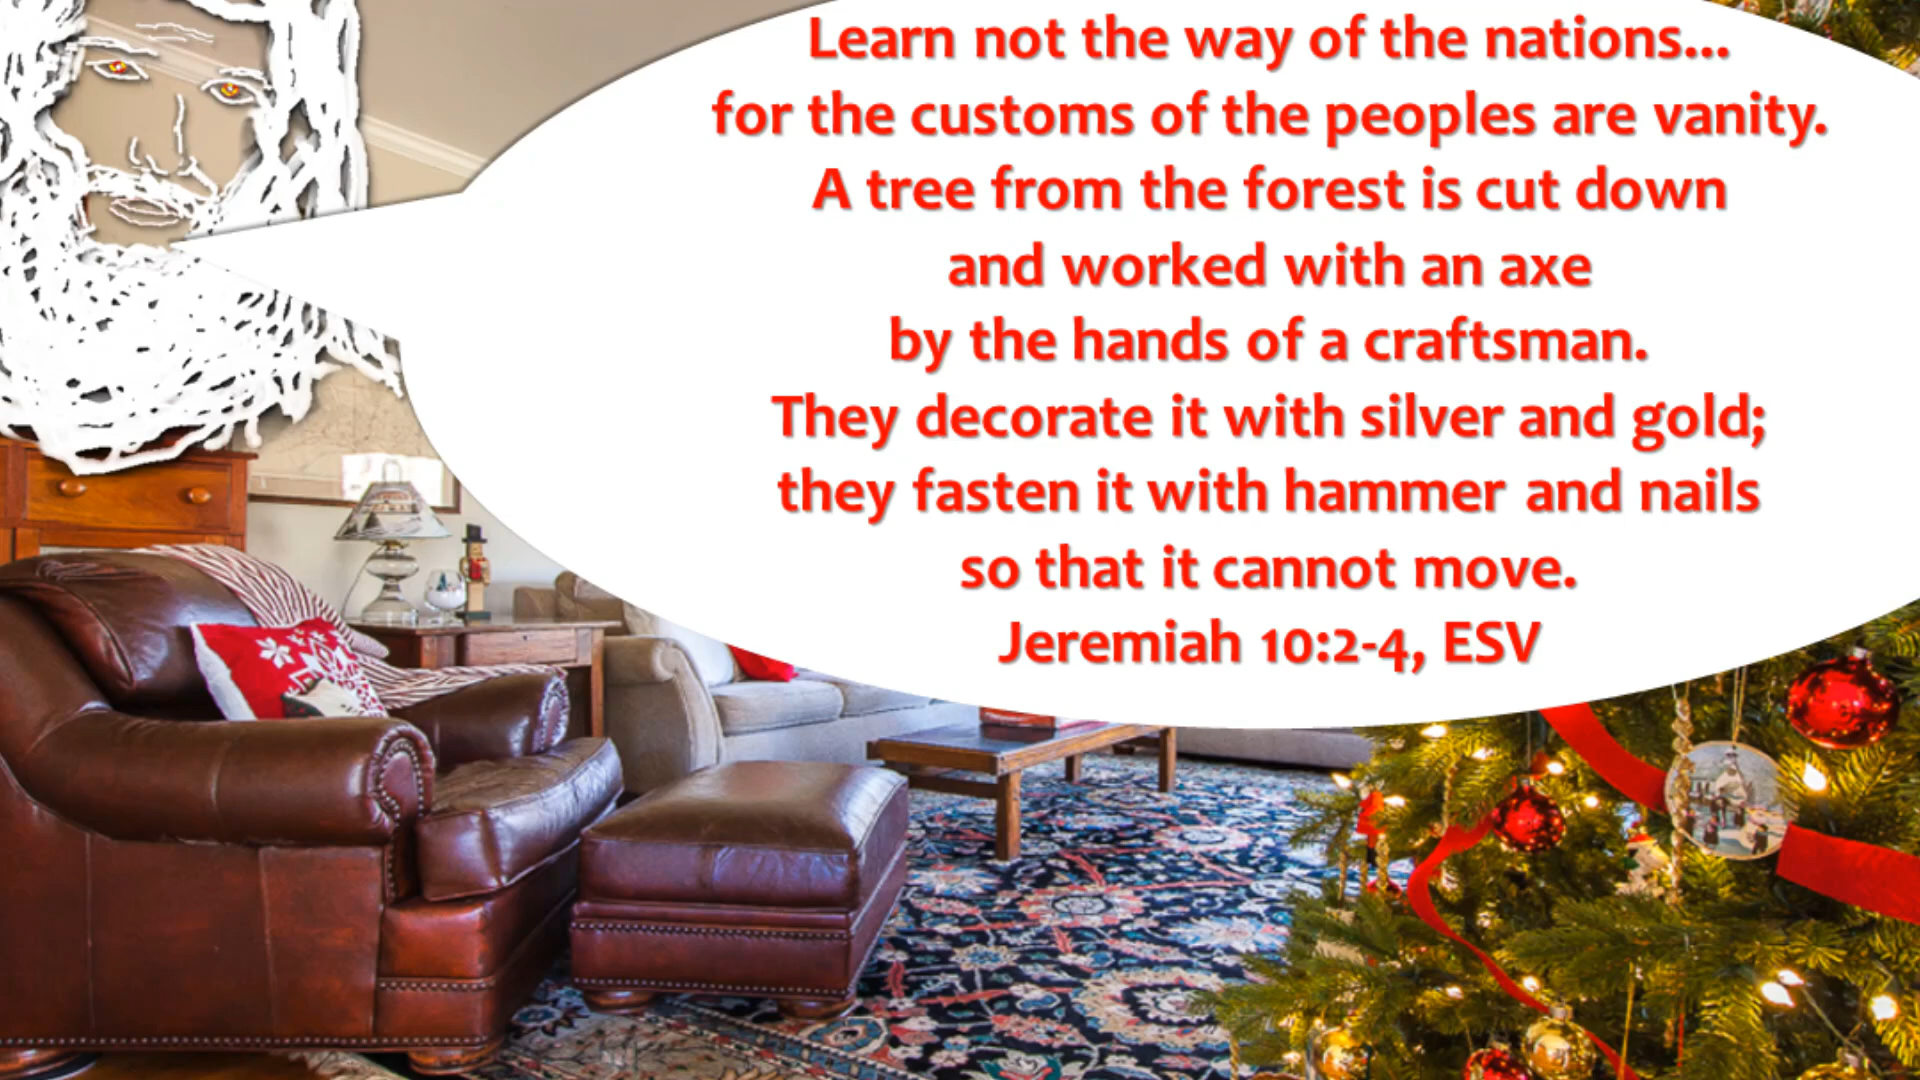 Learn not the way of the nations...
for the customs of the peoples are vanity.
A tree from the forest is cut down
and worked with an axe
by the hands of a craftsman.
They decorate it with silver and gold;
they fasten it with hammer and nails
so that it cannot move.
Jeremiah 10:2-4, ESV